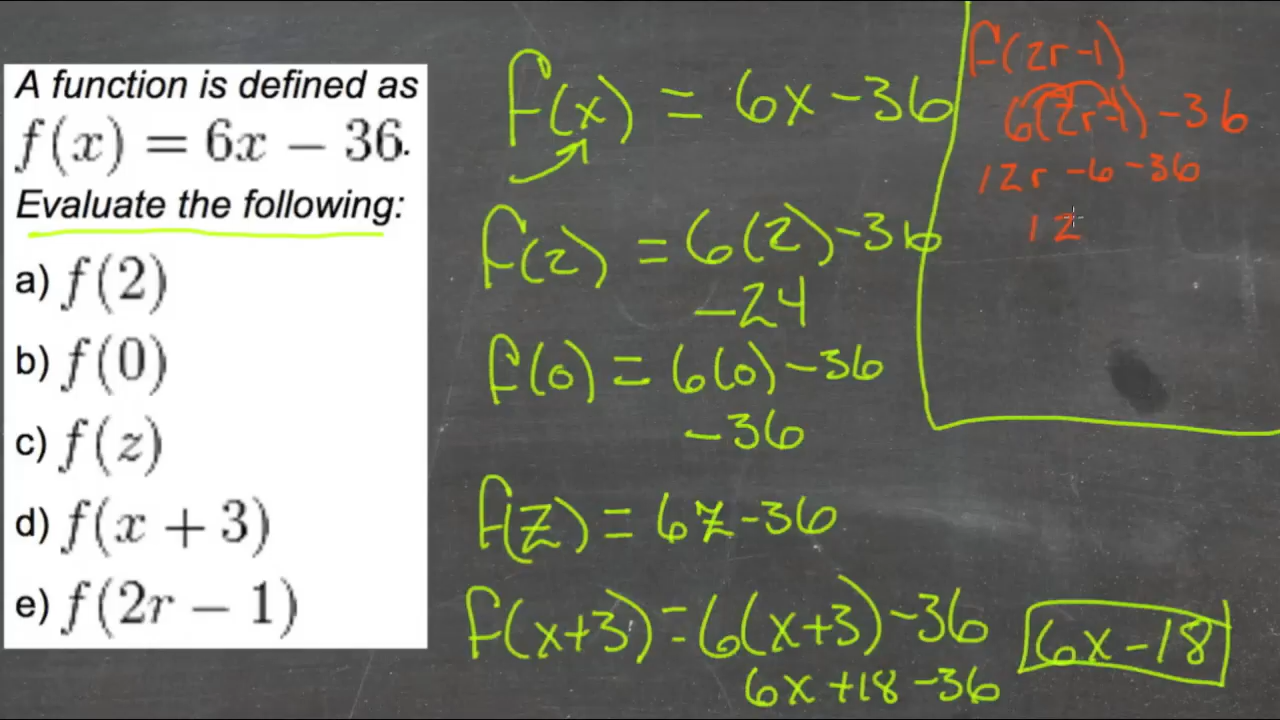 A function is defined as
f(x) = 6x − 36.
Evaluate the following:
a) f(2)
b) f(0)
c) f(z)
d) f(x + 3)
e) f(2r − 1)
f(x) = 6x − 36
f(2) = 6(2) − 36
−24
f(0) = 6(0) − 36
−36
f(z) = 6z − 36
f(x+3) = 6(x+3) − 36
6x + 18 − 36
6x − 18
f(2r−1)
6(2r−1) − 36
12r − 6 − 36
12